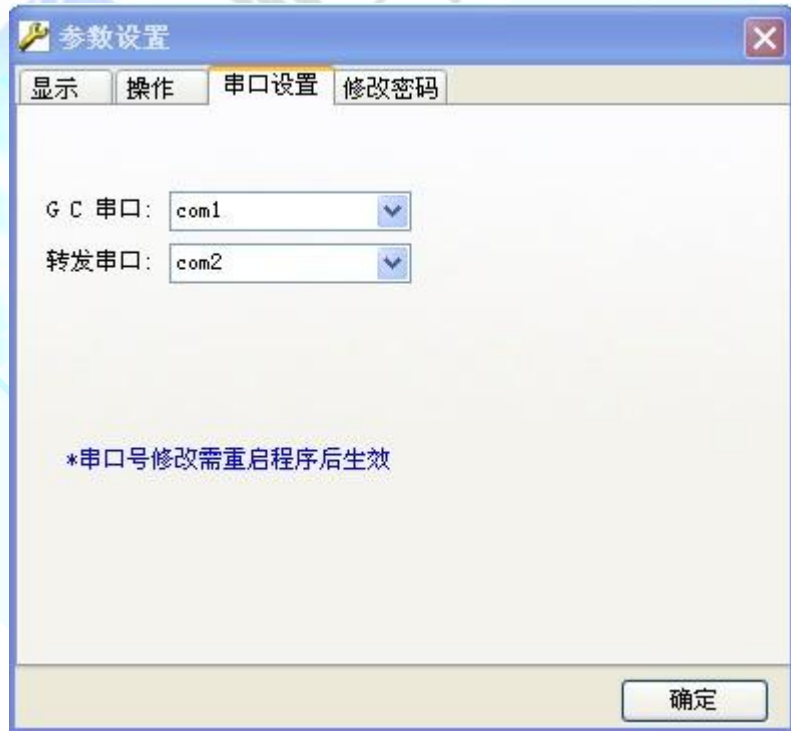 参数设置
显示 操作 串口设置 修改密码
G C 串口: com1
转发串口: com2
*串口号修改需重启程序后生效
确定